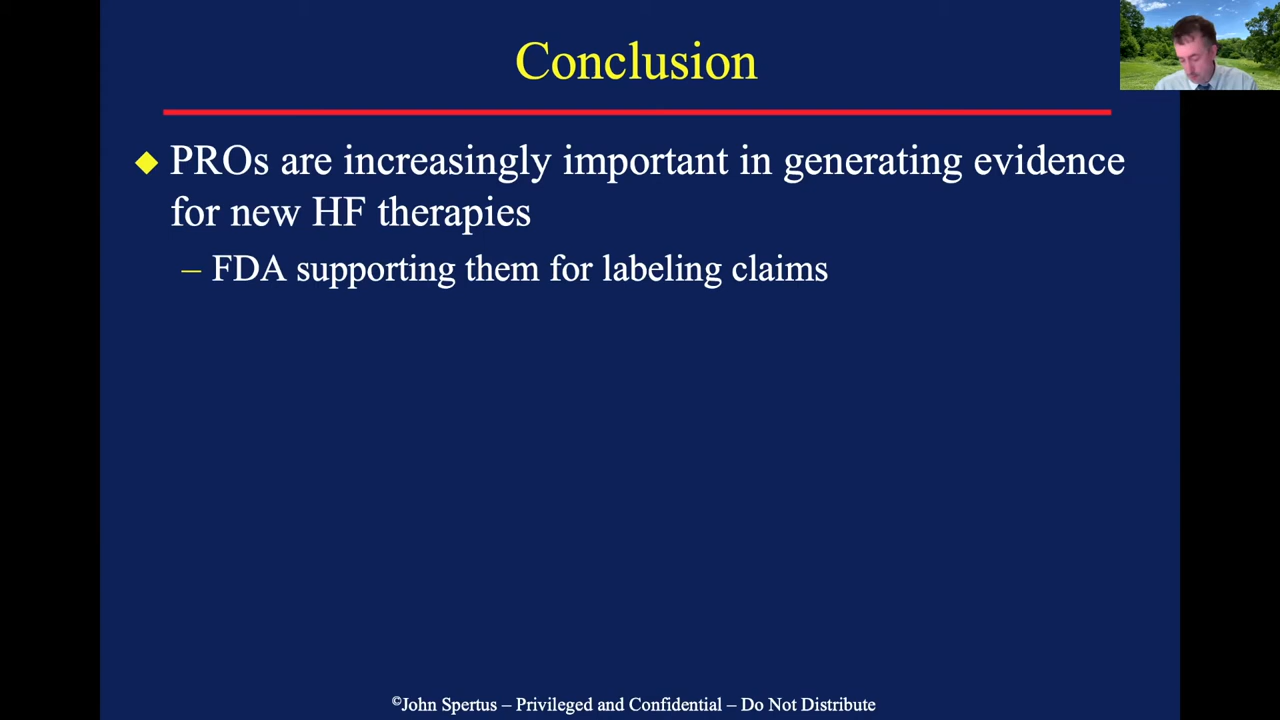 Conclusion
◆ PROs are increasingly important in generating evidence
for new HF therapies
– FDA supporting them for labeling claims
©John Spertus – Privileged and Confidential – Do Not Distribute